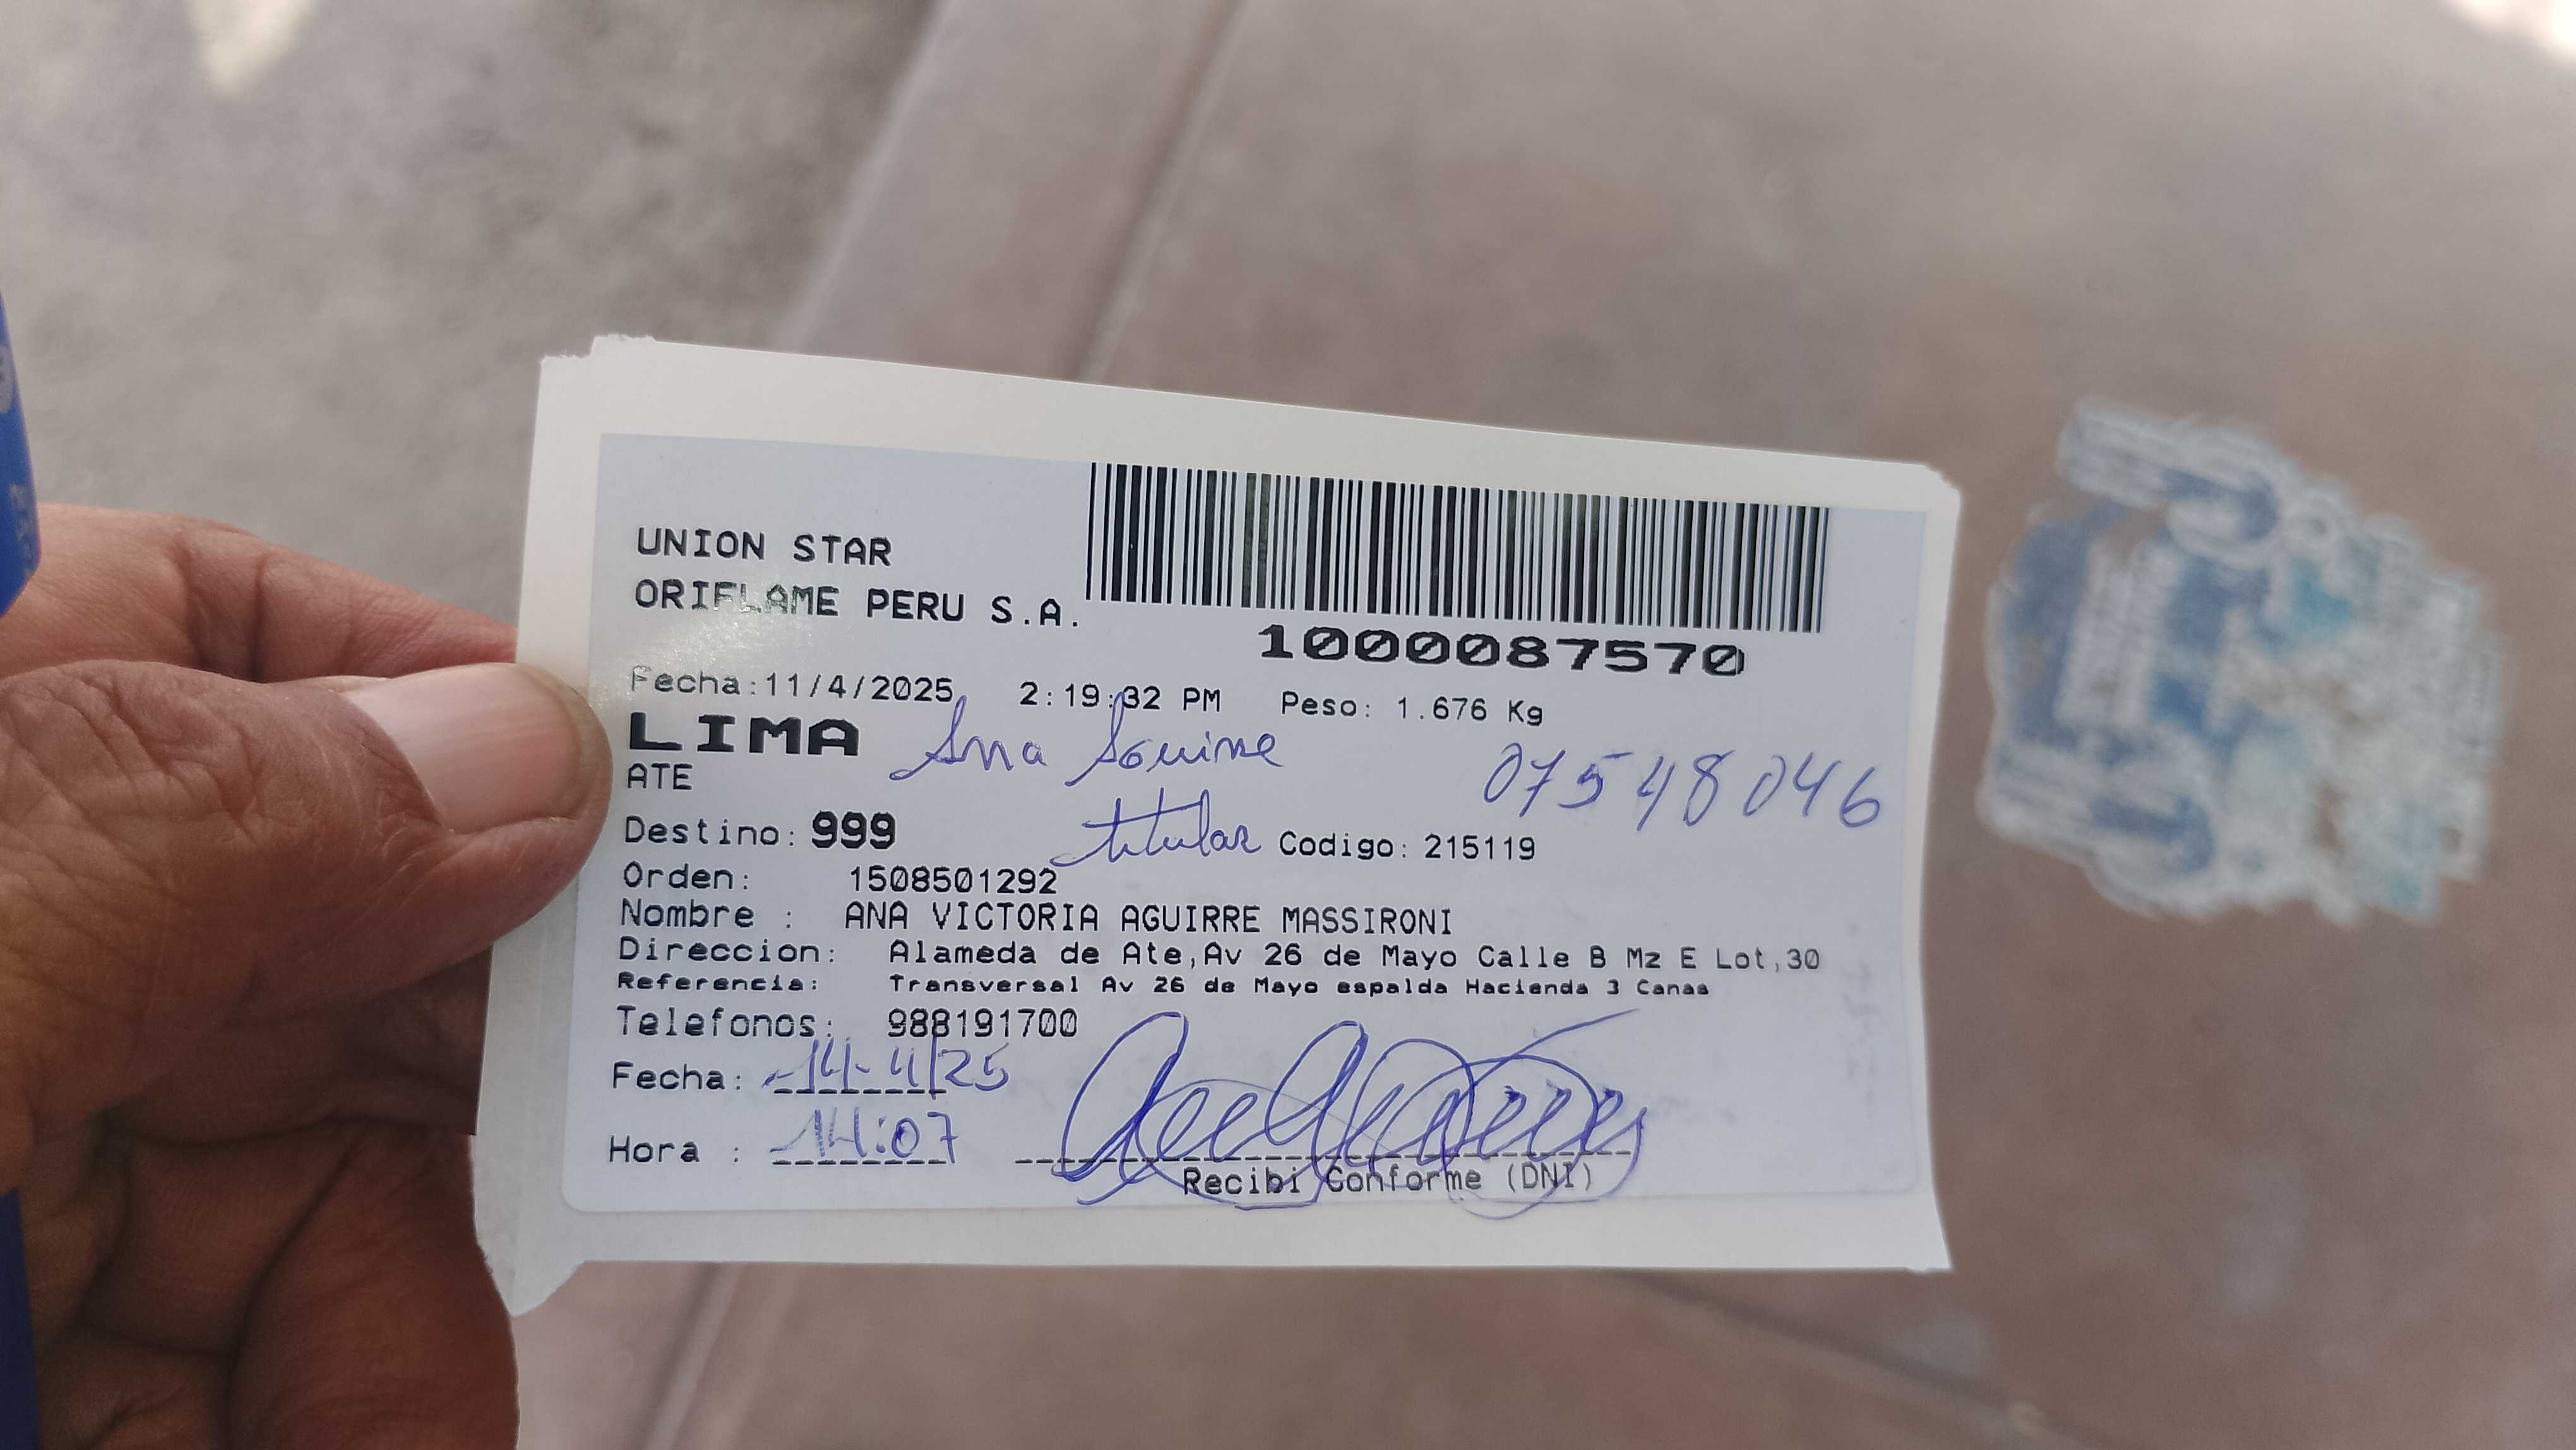 UNION STAR
ORIFLAME PERU S.A.
1000087570
Fecha:11/4/2025 2:19:32 PM Peso: 1.676 Kg
LIMA Ana Aguirre
ATE 07548046
Destino: 999 titular Codigo: 215119
Orden: 1508501292
Nombre : ANA VICTORIA AGUIRRE MASSIRONI
Direccion: Alameda de Ate,Av 26 de Mayo Calle B Mz E Lot,30
Referencia: Transversal Av 26 de Mayo espalda Hacienda 3 Canas
Telefonos: 988191700
Fecha: 14-4/25
Hora : 14:07
Recibi Conforme (DNI)